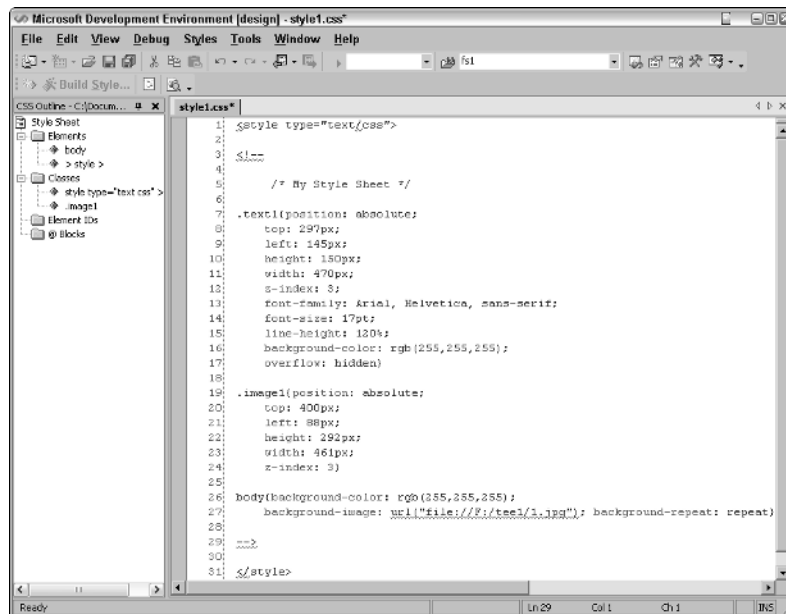 Microsoft Development Environment [design] - style1.css*
File Edit View Debug Styles Tools Window Help
fs1
Build Style...
CSS Outline - C:\Docum...
style1.css*
Style Sheet
Elements
body
> style >
Classes
style type="text css" >
.image1
Element IDs
@ Blocks
1 <style type="text/css">
2
3 <!--
4
5 /* My Style Sheet */
6
7 .text1{position: absolute;
8 top: 297px;
9 left: 145px;
10 height: 150px;
11 width: 470px;
12 z-index: 3;
13 font-family: Arial, Helvetica, sans-serif;
14 font-size: 17pt;
15 line-height: 120%;
16 background-color: rgb(255,255,255);
17 overflow: hidden}
18
19 .image1{position: absolute;
20 top: 400px;
21 left: 88px;
22 height: 292px;
23 width: 461px;
24 z-index: 3}
25
26 body{background-color: rgb(255,255,255);
27 background-image: url("file://F:/tee1/1.jpg"); background-repeat: repeat}
28
29 -->
30
31 </style>
Ready
Ln 29 Col 1 Ch 1 INS